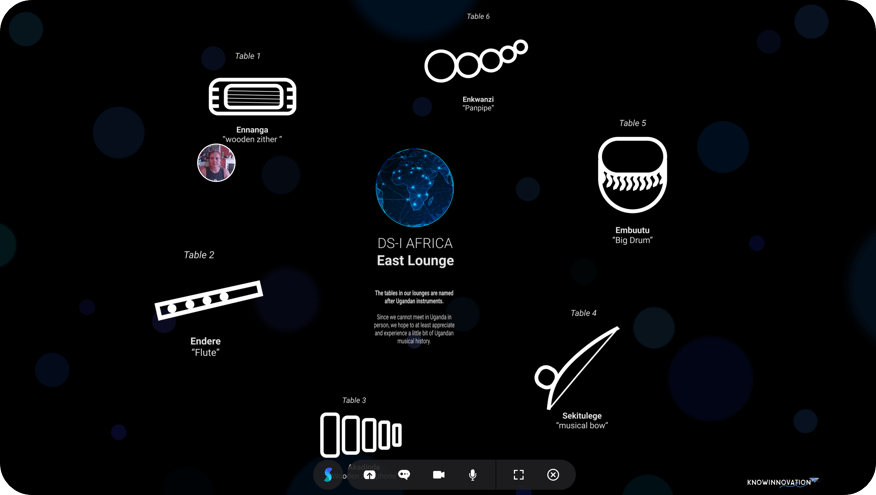 Table 6
Table 1
Enkwanzi
"Panpipe"
Table 5
Ennanga
"wooden zither "
Embuutu
"Big Drum"
DS-I AFRICA
East Lounge
Table 2
The tables in our lounges are named
after Ugandan instruments.
Since we cannot meet in Uganda in
person, we hope to at least appreciate
and experience a little bit of Ugandan
musical history.
Table 4
Endere
"Flute"
Table 3
Sekitulege
"musical bow"
KNOWINNOVATION